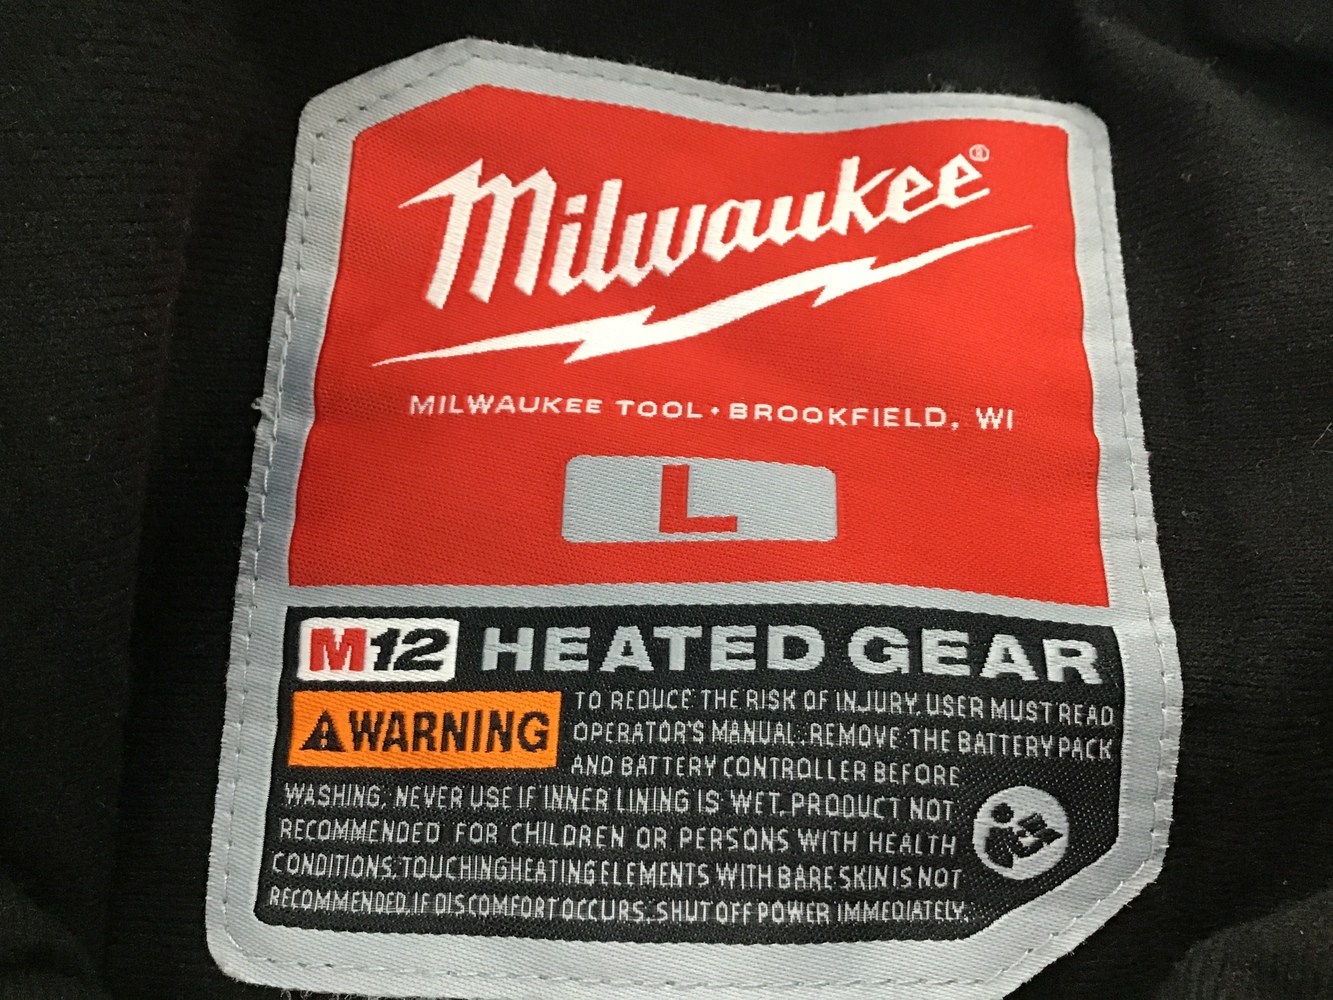 Milwaukee®
MILWAUKEE TOOL • BROOKFIELD, WI
L
M12 HEATED GEAR
WARNING
TO REDUCE THE RISK OF INJURY, USER MUST READ
OPERATOR'S MANUAL. REMOVE THE BATTERY PACK
AND BATTERY CONTROLLER BEFORE
WASHING. NEVER USE IF INNER LINING IS WET. PRODUCT NOT
RECOMMENDED FOR CHILDREN OR PERSONS WITH HEALTH
CONDITIONS. TOUCHING HEATING ELEMENTS WITH BARE SKIN IS NOT
RECOMMENDED. IF DISCOMFORT OCCURS, SHUT OFF POWER IMMEDIATELY.